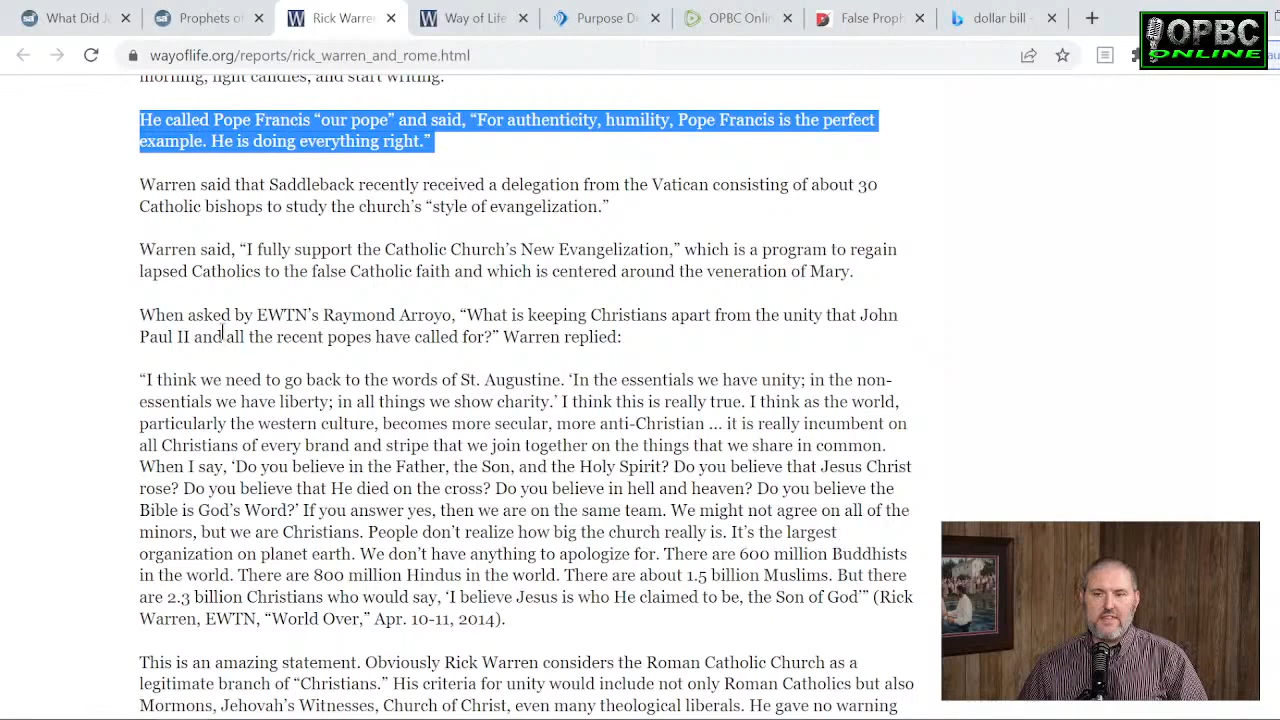 What Did Ju
Prophets of
Rick Warre
Way of Life
Purpose D
OPBC Onli
False Proph
dollar bill -
OPBC
ONLINE
wayoflife.org/reports/rick_warren_and_rome.html
morning, light candles, and start writing.
He called Pope Francis “our pope” and said, “For authenticity, humility, Pope Francis is the perfect
example. He is doing everything right.”
Warren said that Saddleback recently received a delegation from the Vatican consisting of about 30
Catholic bishops to study the church’s “style of evangelization.”
Warren said, “I fully support the Catholic Church’s New Evangelization,” which is a program to regain
lapsed Catholics to the false Catholic faith and which is centered around the veneration of Mary.
When asked by EWTN’s Raymond Arroyo, “What is keeping Christians apart from the unity that John
Paul II and all the recent popes have called for?” Warren replied:
“I think we need to go back to the words of St. Augustine. ‘In the essentials we have unity; in the non-
essentials we have liberty; in all things we show charity.’ I think this is really true. I think as the world,
particularly the western culture, becomes more secular, more anti-Christian ... it is really incumbent on
all Christians of every brand and stripe that we join together on the things that we share in common.
When I say, ‘Do you believe in the Father, the Son, and the Holy Spirit? Do you believe that Jesus Christ
rose? Do you believe that He died on the cross? Do you believe in hell and heaven? Do you believe the
Bible is God’s Word?’ If you answer yes, then we are on the same team. We might not agree on all of the
minors, but we are Christians. People don’t realize how big the church really is. It’s the largest
organization on planet earth. We don’t have anything to apologize for. There are 600 million Buddhists
in the world. There are 800 million Hindus in the world. There are about 1.5 billion Muslims. But there
are 2.3 billion Christians who would say, ‘I believe Jesus is who He claimed to be, the Son of God’” (Rick
Warren, EWTN, “World Over,” Apr. 10-11, 2014).
This is an amazing statement. Obviously Rick Warren considers the Roman Catholic Church as a
legitimate branch of “Christians.” His criteria for unity would include not only Roman Catholics but also
Mormons, Jehovah’s Witnesses, Church of Christ, even many theological liberals. He gave no warning